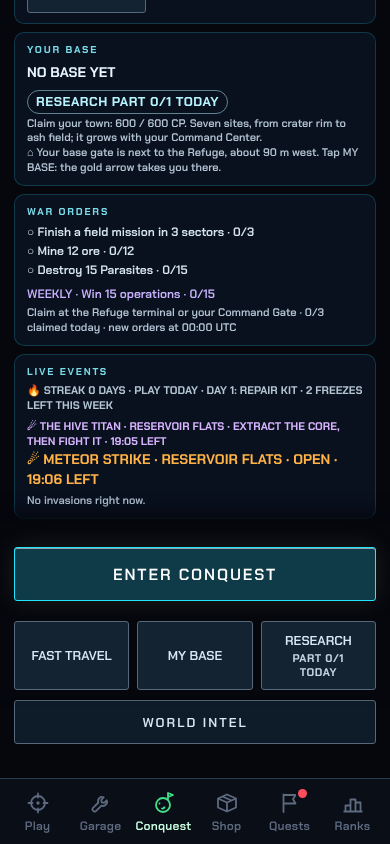 YOUR BASE
NO BASE YET
RESEARCH PART 0/1 TODAY
Claim your town: 600 / 600 CP. Seven sites, from crater rim to
ash field; it grows with your Command Center.
⌂ Your base gate is next to the Refuge, about 90 m west. Tap MY
BASE: the gold arrow takes you there.
WAR ORDERS
○ Finish a field mission in 3 sectors · 0/3
○ Mine 12 ore · 0/12
○ Destroy 15 Parasites · 0/15
WEEKLY · Win 15 operations · 0/15
Claim at the Refuge terminal or your Command Gate · 0/3
claimed today · new orders at 00:00 UTC
LIVE EVENTS
🔥 STREAK 0 DAYS · PLAY TODAY · DAY 1: REPAIR KIT · 2 FREEZES
LEFT THIS WEEK
☄ THE HIVE TITAN · RESERVOIR FLATS · EXTRACT THE CORE,
THEN FIGHT IT · 19:05 LEFT
☄ METEOR STRIKE · RESERVOIR FLATS · OPEN ·
19:06 LEFT
No invasions right now.
ENTER CONQUEST
FAST TRAVEL
MY BASE
RESEARCH
PART 0/1
TODAY
WORLD INTEL
Play
Garage
Conquest
Shop
Quests
Ranks